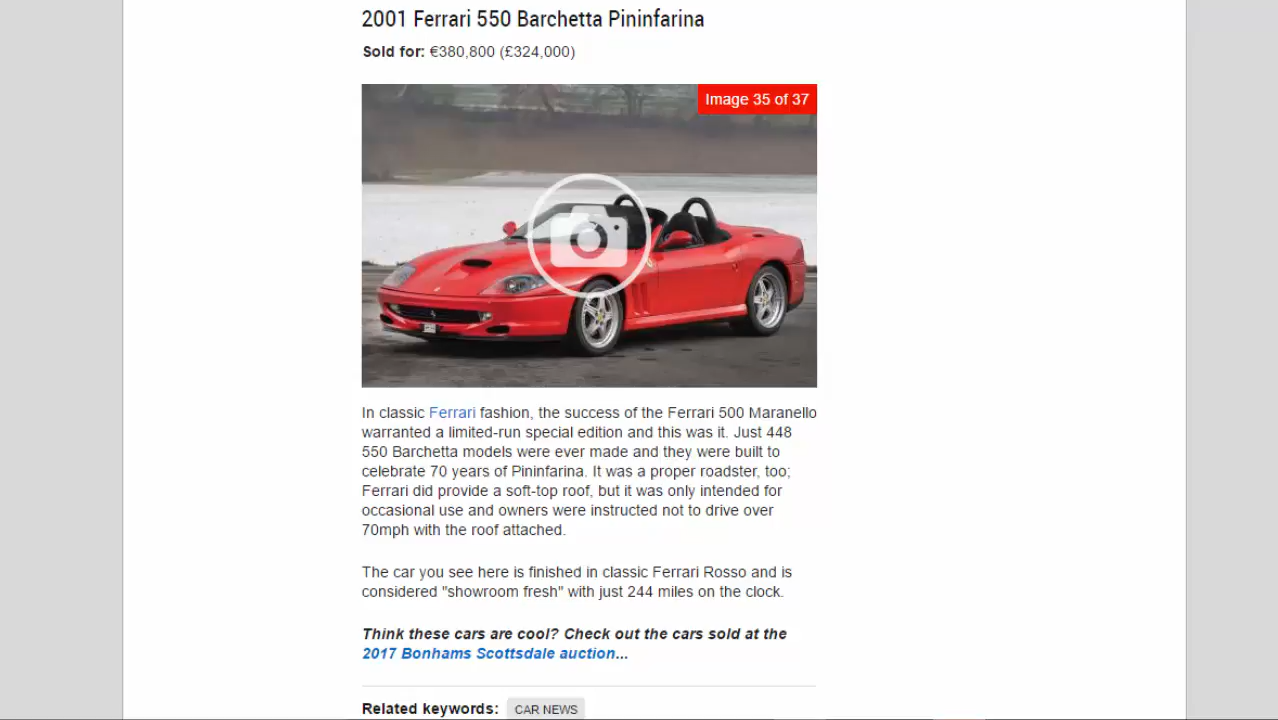 2001 Ferrari 550 Barchetta Pininfarina
Sold for: €380,800 (£324,000)
Image 35 of 37
In classic Ferrari fashion, the success of the Ferrari 500 Maranello
warranted a limited-run special edition and this was it. Just 448
550 Barchetta models were ever made and they were built to
celebrate 70 years of Pininfarina. It was a proper roadster, too;
Ferrari did provide a soft-top roof, but it was only intended for
occasional use and owners were instructed not to drive over
70mph with the roof attached.
The car you see here is finished in classic Ferrari Rosso and is
considered "showroom fresh" with just 244 miles on the clock.
Think these cars are cool? Check out the cars sold at the
2017 Bonhams Scottsdale auction...
Related keywords: CAR NEWS